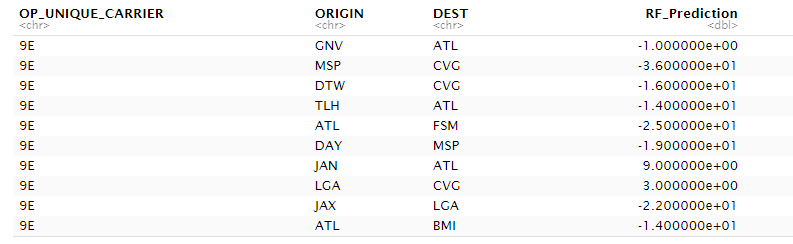 OP_UNIQUE_CARRIER ORIGIN DEST RF_Prediction
<chr> <chr> <chr> <dbl>
9E GNV ATL -1.000000e+00
9E MSP CVG -3.600000e+01
9E DTW CVG -1.600000e+01
9E TLH ATL -1.400000e+01
9E ATL FSM -2.500000e+01
9E DAY MSP -1.900000e+01
9E JAN ATL 9.000000e+00
9E LGA CVG 3.000000e+00
9E JAX LGA -2.200000e+01
9E ATL BMI -1.400000e+01